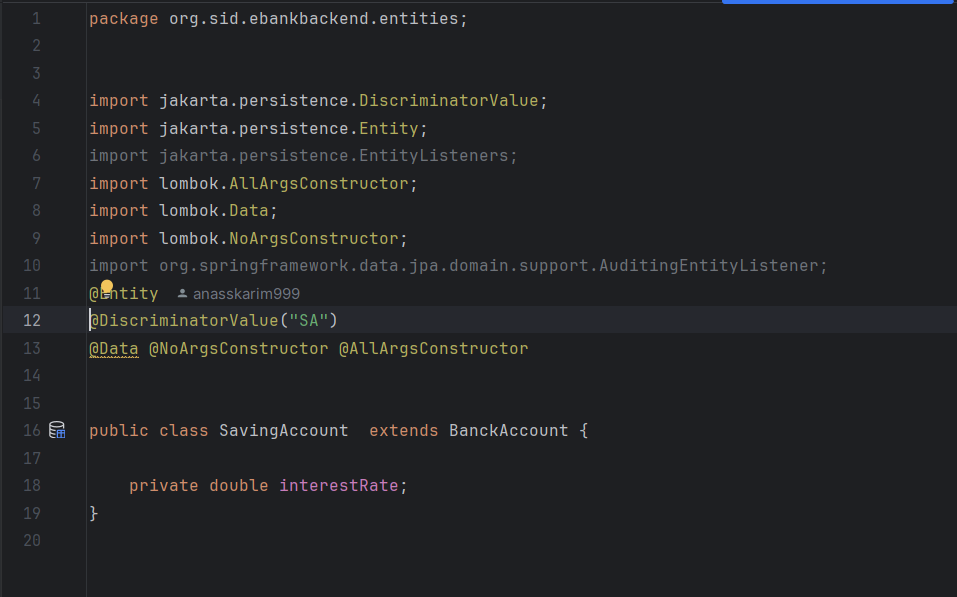 1 package org.sid.ebankbackend.entities;
2
3
4 import jakarta.persistence.DiscriminatorValue;
5 import jakarta.persistence.Entity;
6 import jakarta.persistence.EntityListeners;
7 import lombok.AllArgsConstructor;
8 import lombok.Data;
9 import lombok.NoArgsConstructor;
10 import org.springframework.data.jpa.domain.support.AuditingEntityListener;
11 @Entity anasskarim999
12 @DiscriminatorValue("SA")
13 @Data @NoArgsConstructor @AllArgsConstructor
14
15
16 public class SavingAccount  extends BanckAccount {
17
18     private double interestRate;
19 }
20